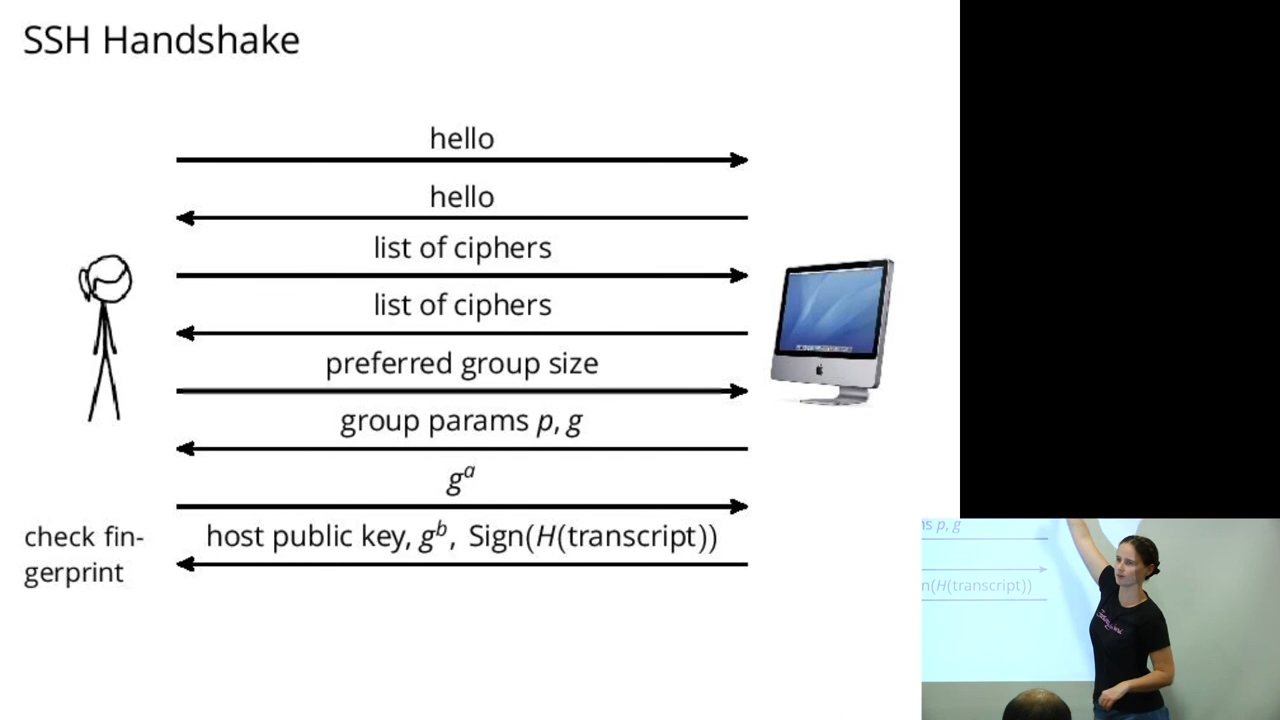 SSH Handshake
hello
hello
list of ciphers
list of ciphers
preferred group size
group params p, g
g^a
check fin-
gerprint
host public key, g^b, Sign(H(transcript))
p, g
(H(transcript))